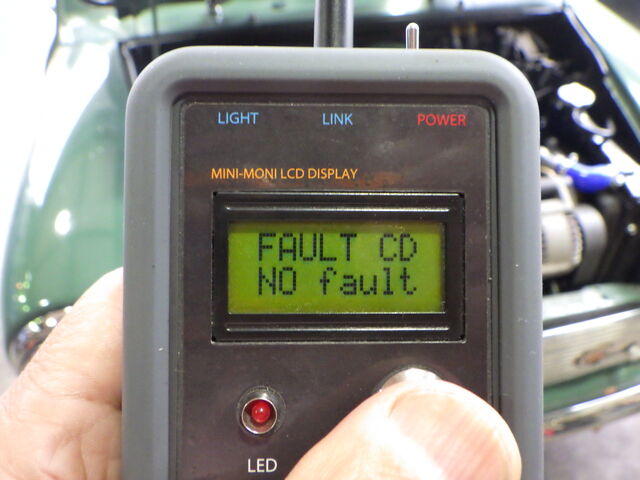 LIGHT LINK POWER
MINI-MONI LCD DISPLAY
FAULT CD
NO fault
LED